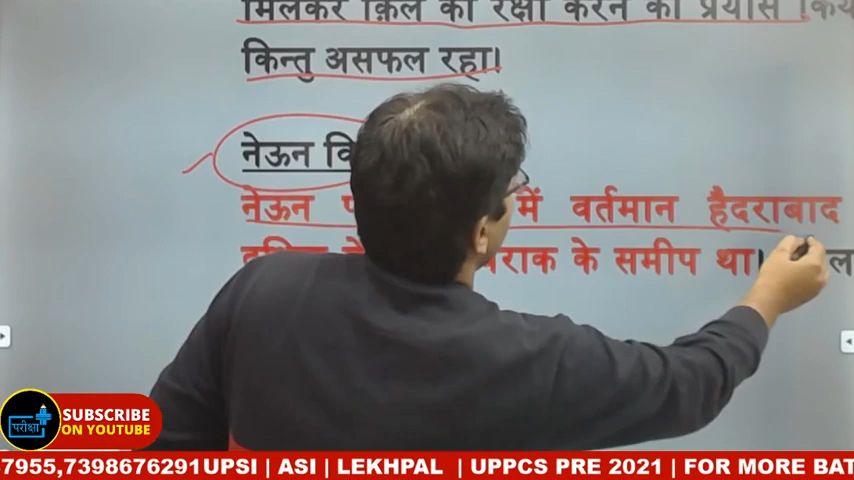 मिलकर क़िले की रक्षा करने का प्रयास
किन्तु असफल रहा।
नेऊन
नेऊन में वर्तमान हैदराबाद
के समीप था।
परीक्षा
SUBSCRIBE
ON YOUTUBE
7955,7398676291UPSI | ASI | LEKHPAL | UPPCS PRE 2021 | FOR MORE BAT